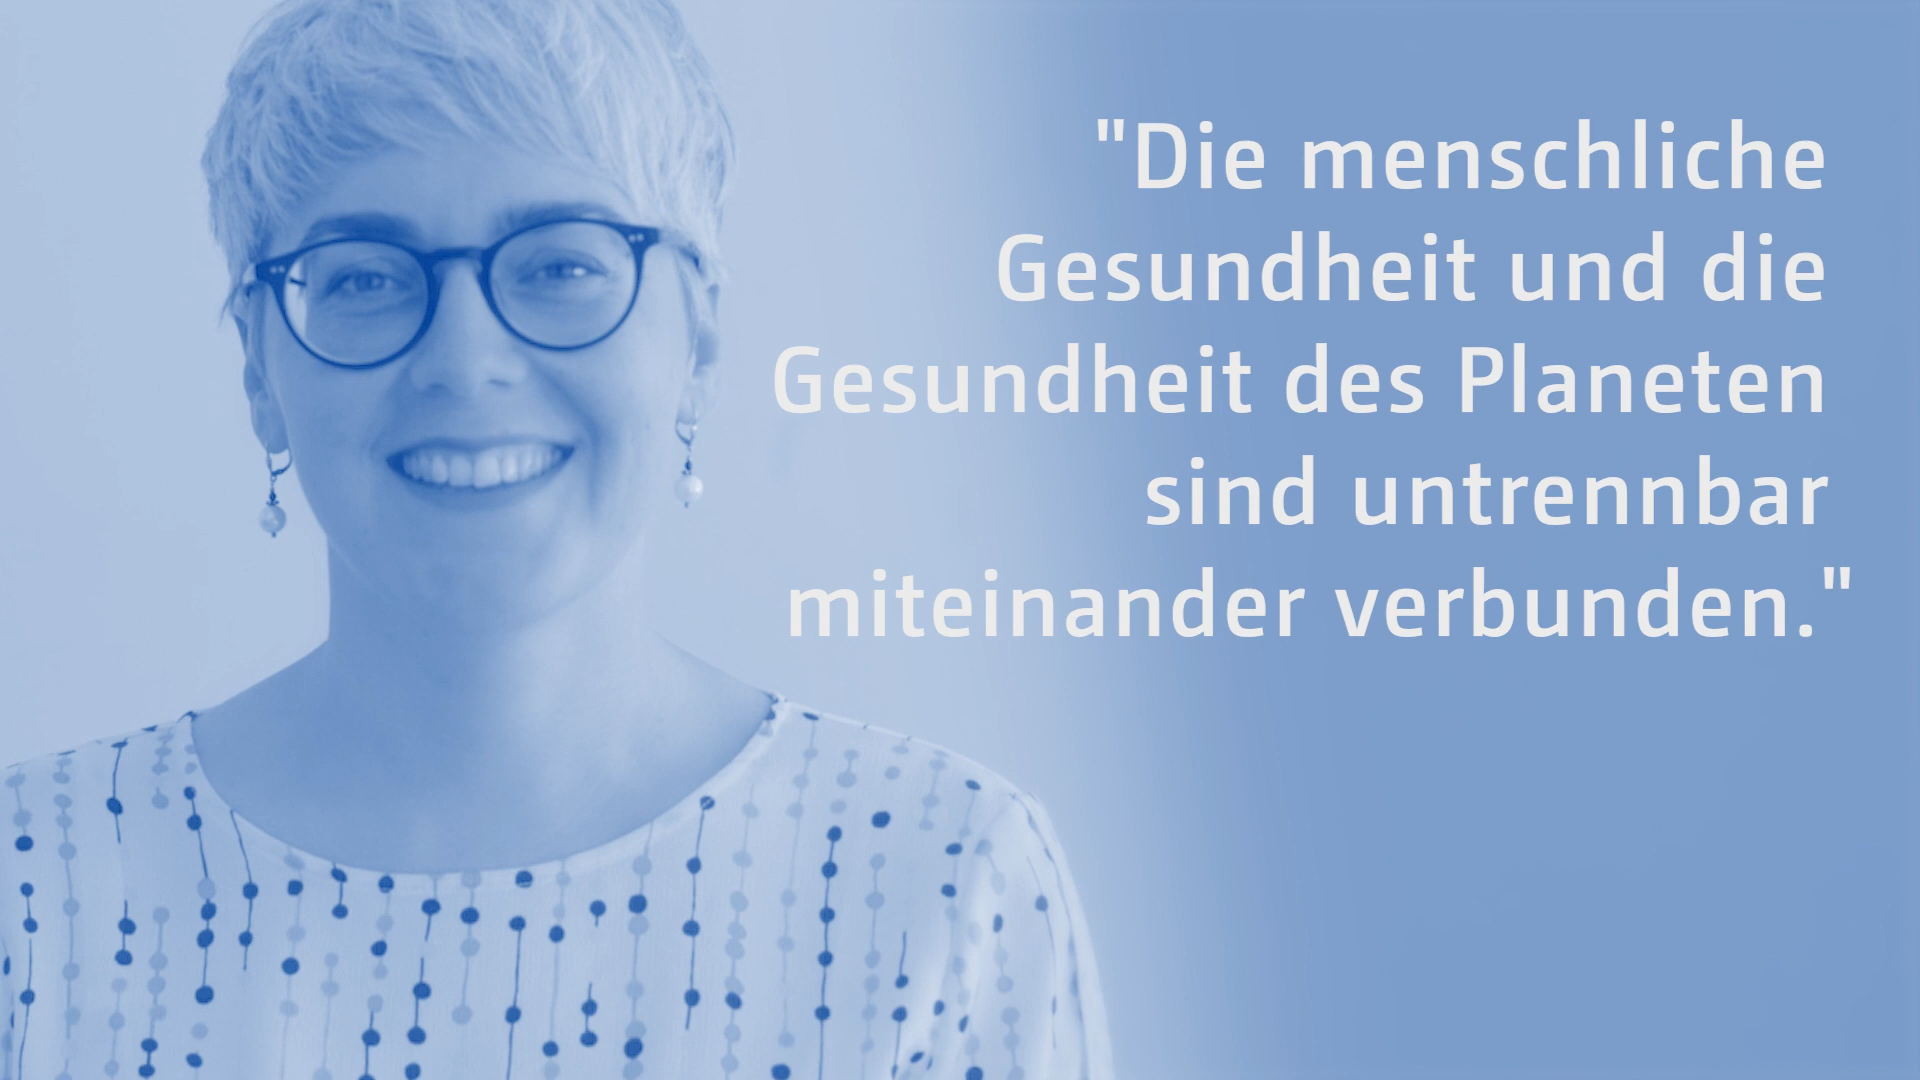 "Die menschliche
Gesundheit und die
Gesundheit des Planeten
sind untrennbar
miteinander verbunden."